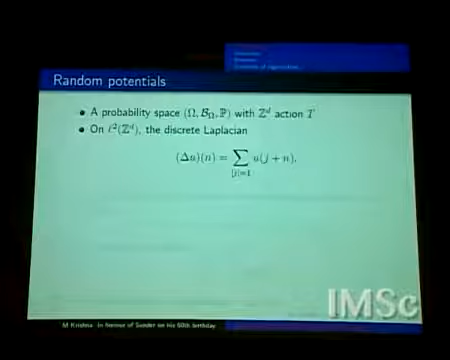 Random potentials
• A probability space (Ω, 𝓑_Ω, ℙ) with ℤ^d action T
• On ℓ²(ℤ^d), the discrete Laplacian
(Δu)(n) = ∑_{|j|=1} u(j + n).
IMSc
M Krishna In honour of Sunder on his 60th birthday